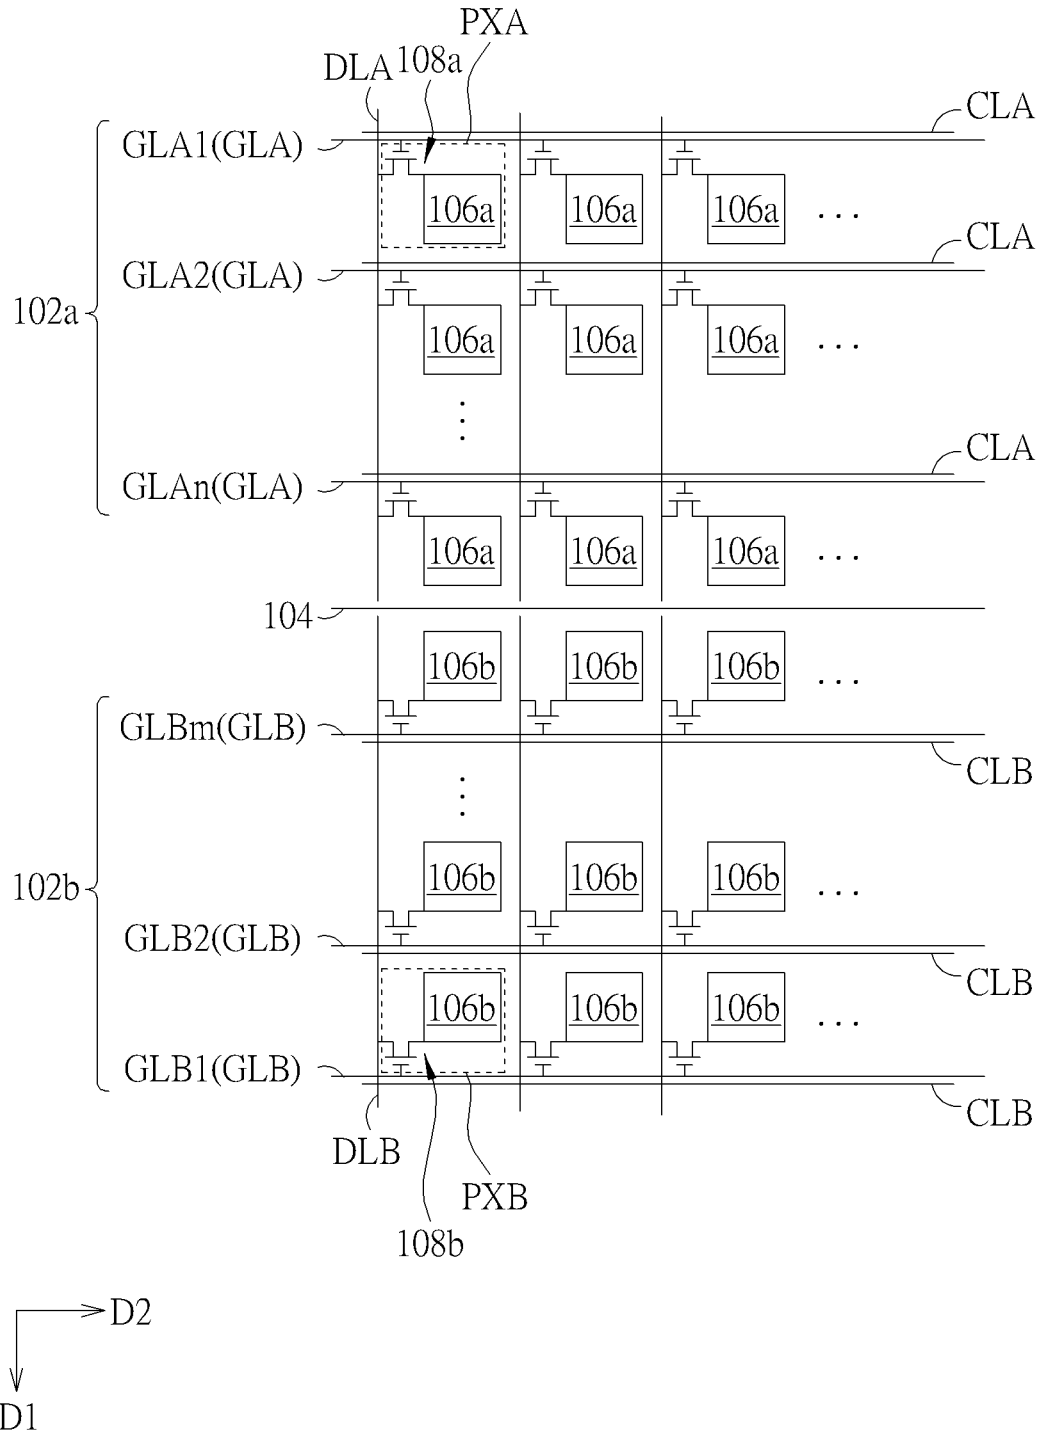 PXA
DLA 108a
CLA
GLA1(GLA)
106a 106a 106a ...
CLA
GLA2(GLA)
102a
106a 106a 106a ...
CLA
GLAn(GLA)
106a 106a 106a ...
104
106b 106b 106b ...
GLBm(GLB)
CLB
102b
106b 106b 106b ...
GLB2(GLB)
CLB
106b 106b 106b ...
GLB1(GLB)
CLB
DLB
PXB
108b
D2
D1